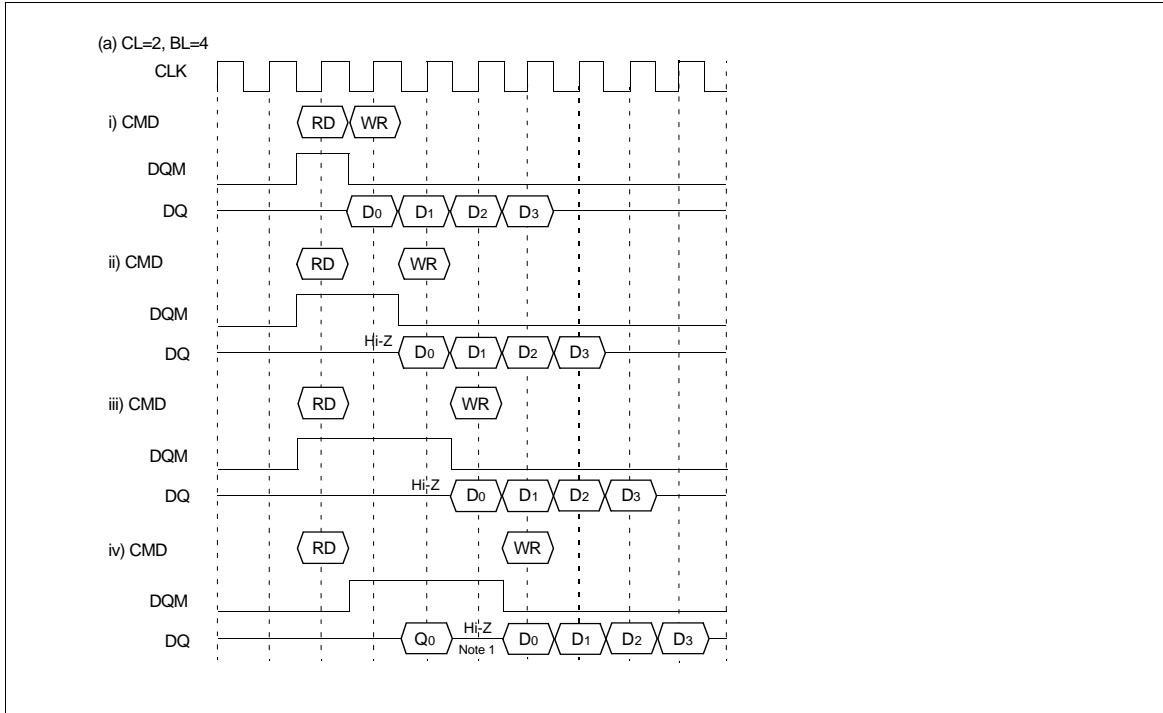 (a) CL=2, BL=4
CLK
i) CMD RD WR
DQM
DQ D0 D1 D2 D3
ii) CMD RD WR
DQM
Hi-Z
DQ D0 D1 D2 D3
iii) CMD RD WR
DQM
Hi-Z
DQ D0 D1 D2 D3
iv) CMD RD WR
DQM
Hi-Z
DQ Q0 D0 D1 D2 D3
Note 1